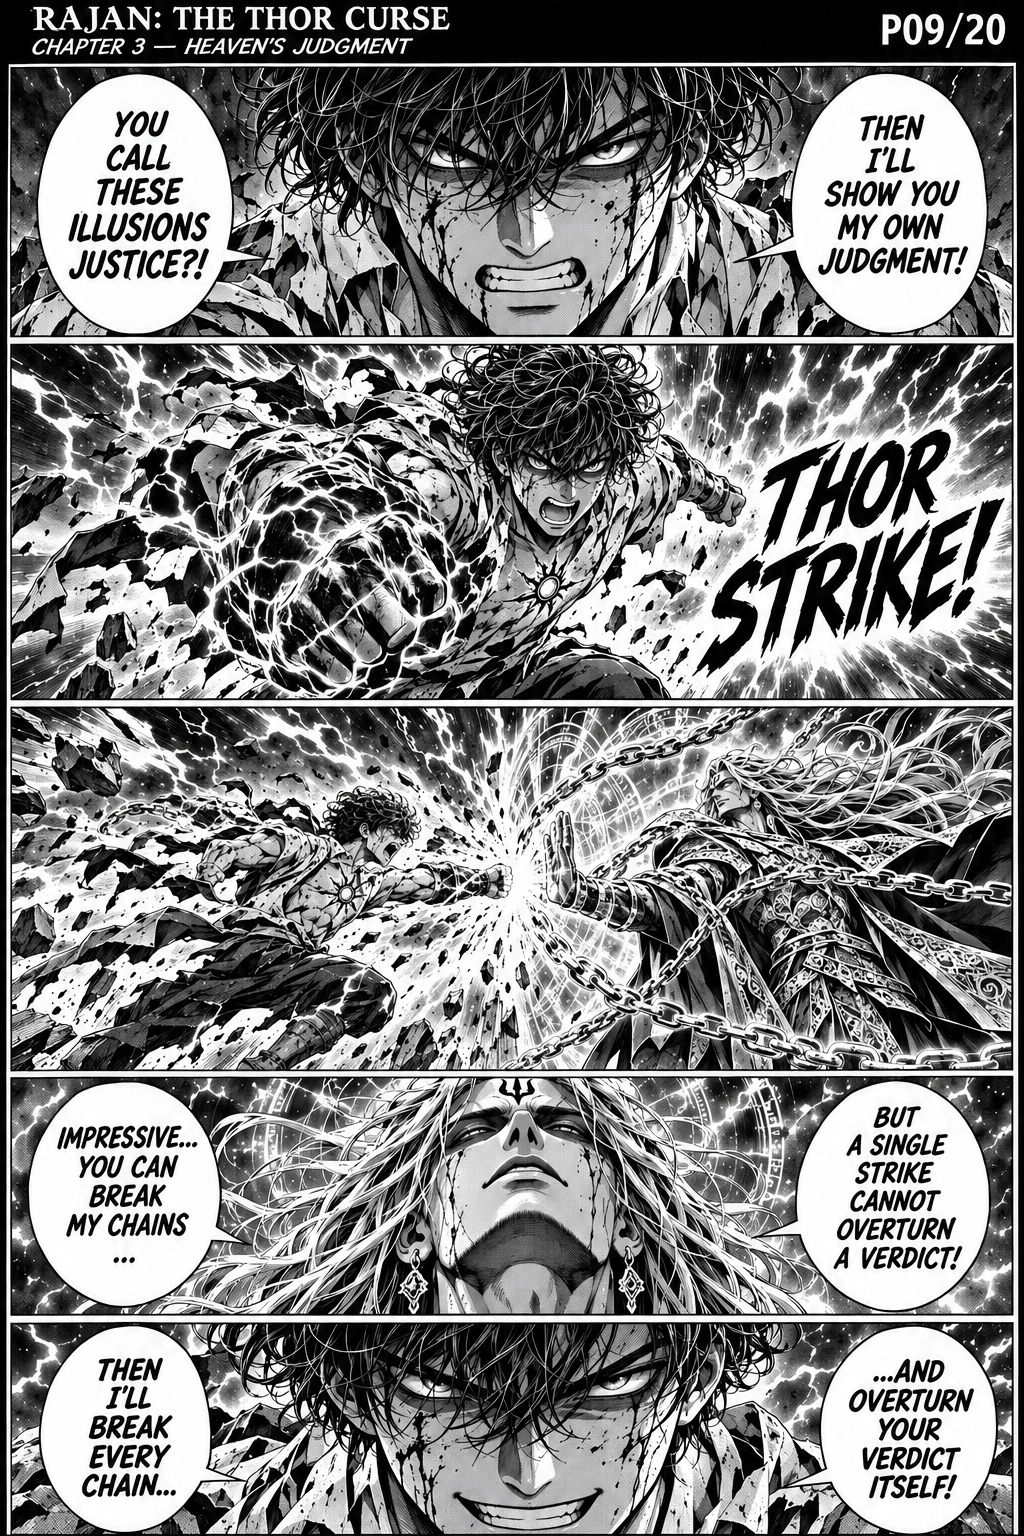 RAJAN: THE THOR CURSE
CHAPTER 3 — HEAVEN'S JUDGMENT
P09/20
YOU
CALL
THESE
ILLUSIONS
JUSTICE?!
THEN
I'LL
SHOW YOU
MY OWN
JUDGMENT!
THOR
STRIKE!
IMPRESSIVE...
YOU CAN
BREAK
MY CHAINS
...
BUT
A SINGLE
STRIKE
CANNOT
OVERTURN
A VERDICT!
THEN
I'LL
BREAK
EVERY
CHAIN...
...AND
OVERTURN
YOUR
VERDICT
ITSELF!